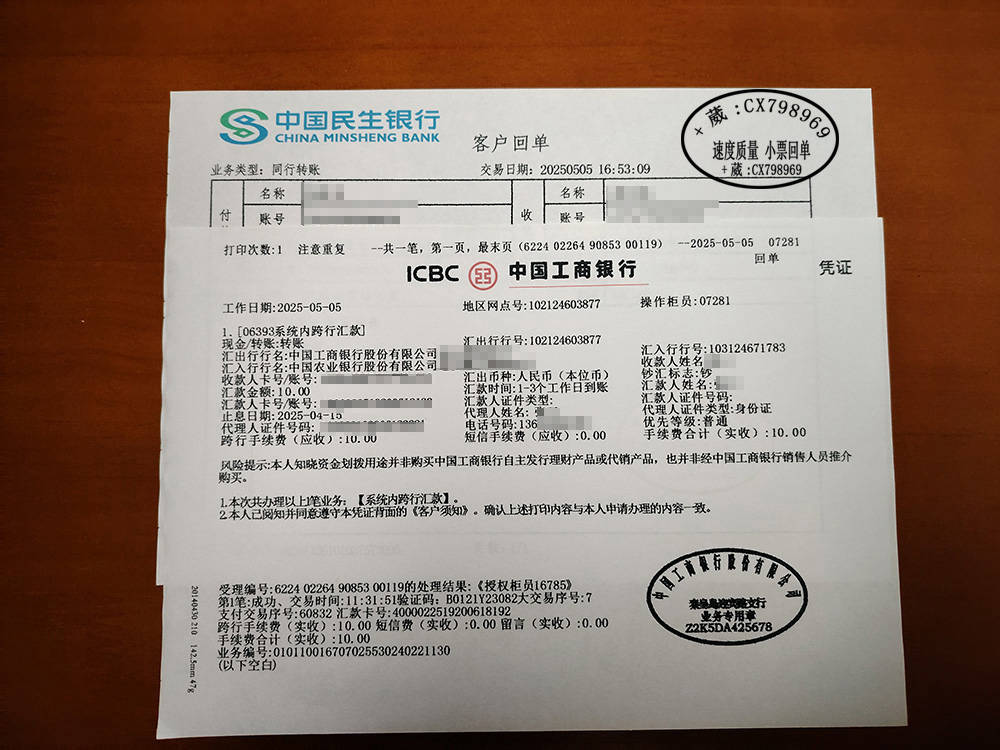 中国民生银行
CHINA MINSHENG BANK
客户回单
+ 葳 :CX798969
速度质量 小票回单
+ 葳 :CX798969
业务类型: 同行转账
交易日期: 20250505 16:53:09
付 名称
账号
收 名称
账号
打印次数:1 注意重复 --共一笔，第一页，最末页（6224 02264 90853 00119）--2025-05-05 07281
回单
ICBC 中国工商银行
凭证
工作日期:2025-05-05 地区网点号:102124603877 操作柜员:07281
1、[06393系统内跨行汇款]
现金/转账:转账
汇出行行号:102124603877
汇入行行号:103124671783
汇出行行名:中国工商银行股份有限公司
收款人姓名
汇入行行名:中国农业银行股份有限公司
汇出币种:人民币（本位币）
钞汇标志:钞
收款人卡号/账号:
汇款时间:1-3个工作日到账
汇款人姓名:
汇款金额:10.00
汇款人证件类型:
汇款人证件号码:
汇款人卡号/账号:
代理人姓名:
代理人证件类型:身份证
止息日期:2025-04-15
电话号码:136
优先等级:普通
代理人证件号码:
短信手续费（应收）:0.00
手续费合计（实收）:10.00
跨行手续费（应收）:10.00
风险提示:本人知晓资金划拨用途并非购买中国工商银行自主发行理财产品或代销产品，也并非经中国工商银行销售人员推介
购买。
1.本次共办理以上1笔业务:【系统内跨行汇款】。
2.本人已阅知并同意遵守本凭证背面的《客户须知》。确认上述打印内容与本人申请办理的内容一致。
受理编号:6224 02264 90853 00119的处理结果:《授权柜员16785》
第1笔:成功、交易时间:11:31:51验证码: B0121Y23082大交易序号:7
支付交易序号:60832 汇款卡号:4000022519200618192
跨行手续费（实收）:10.00 短信费（实收）:0.00 留言（实收）:0.00
手续费合计（实收）:10.00
业务编号:010110016707025530240221130
(以下空白)
中国工商银行股份有限公司
业务专用章
Z2K5DA425678
20140430 210 142.5mm 47g